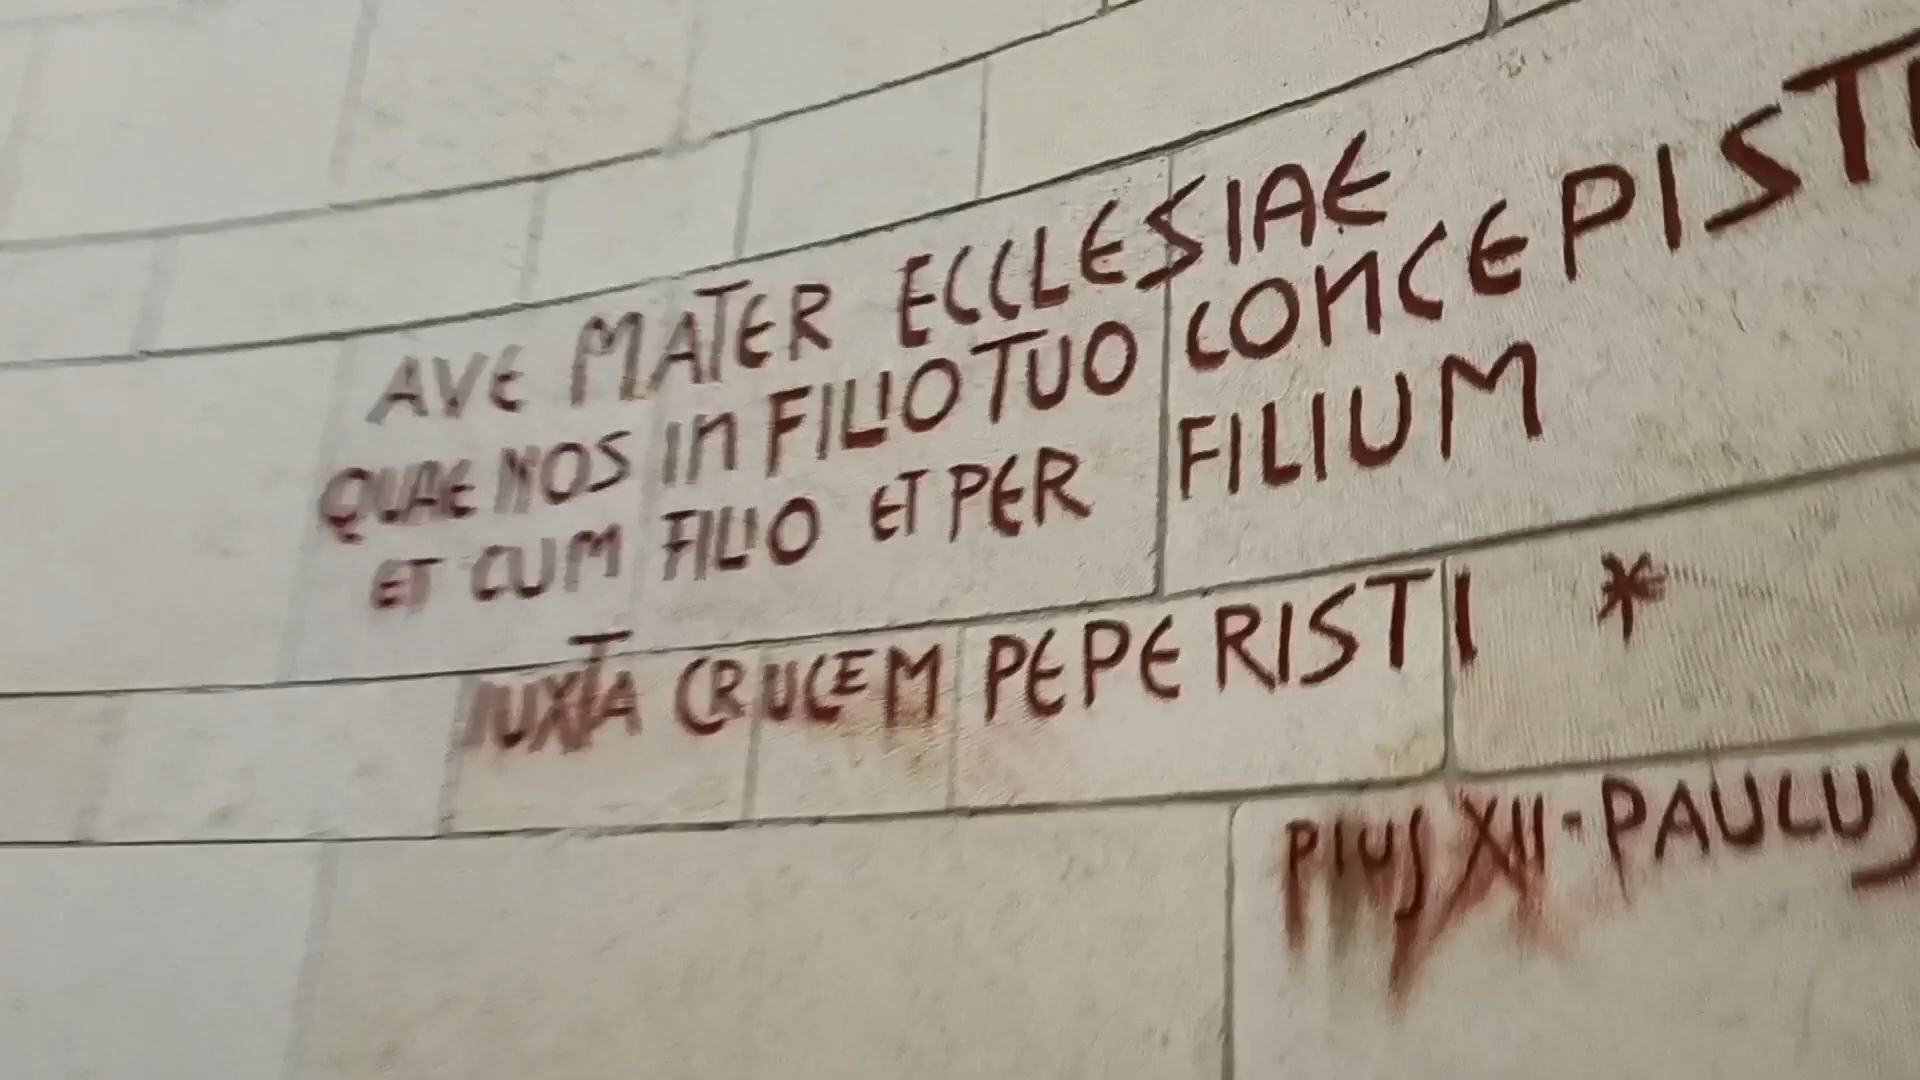 AVE MATER ECCLESIAE
QUAE NOS IN FILIO TUO CONCEPISTI
ET CUM FILIO ET PER FILIUM
IUXTA CRUCEM PEPERISTI *
PIUS XII · PAULUS